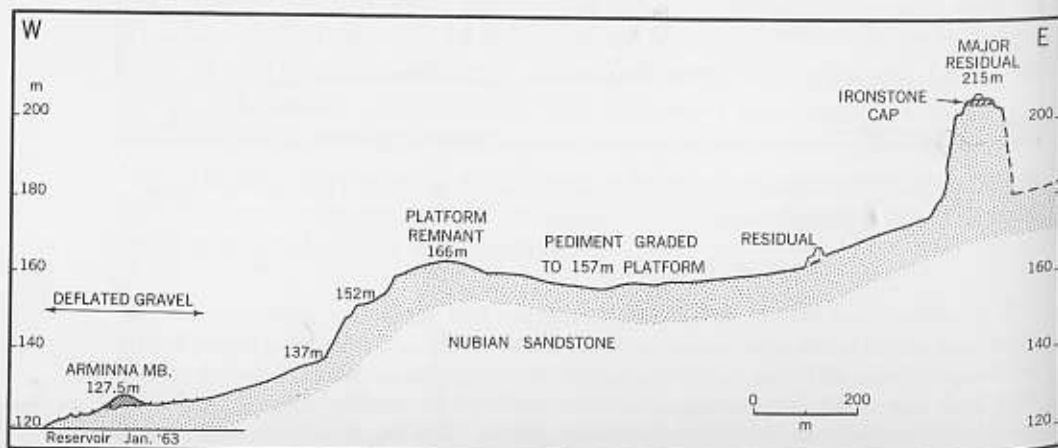 W
E
m
200
180
160
140
120
MAJOR
RESIDUAL
215m
IRONSTONE
CAP
PLATFORM
REMNANT
166m
PEDIMENT GRADED
TO 157m PLATFORM
RESIDUAL
152m
DEFLATED GRAVEL
137m
NUBIAN SANDSTONE
ARMINNA MB.
127.5m
0 200
m
Reservoir Jan. '63
200
180
160
140
120